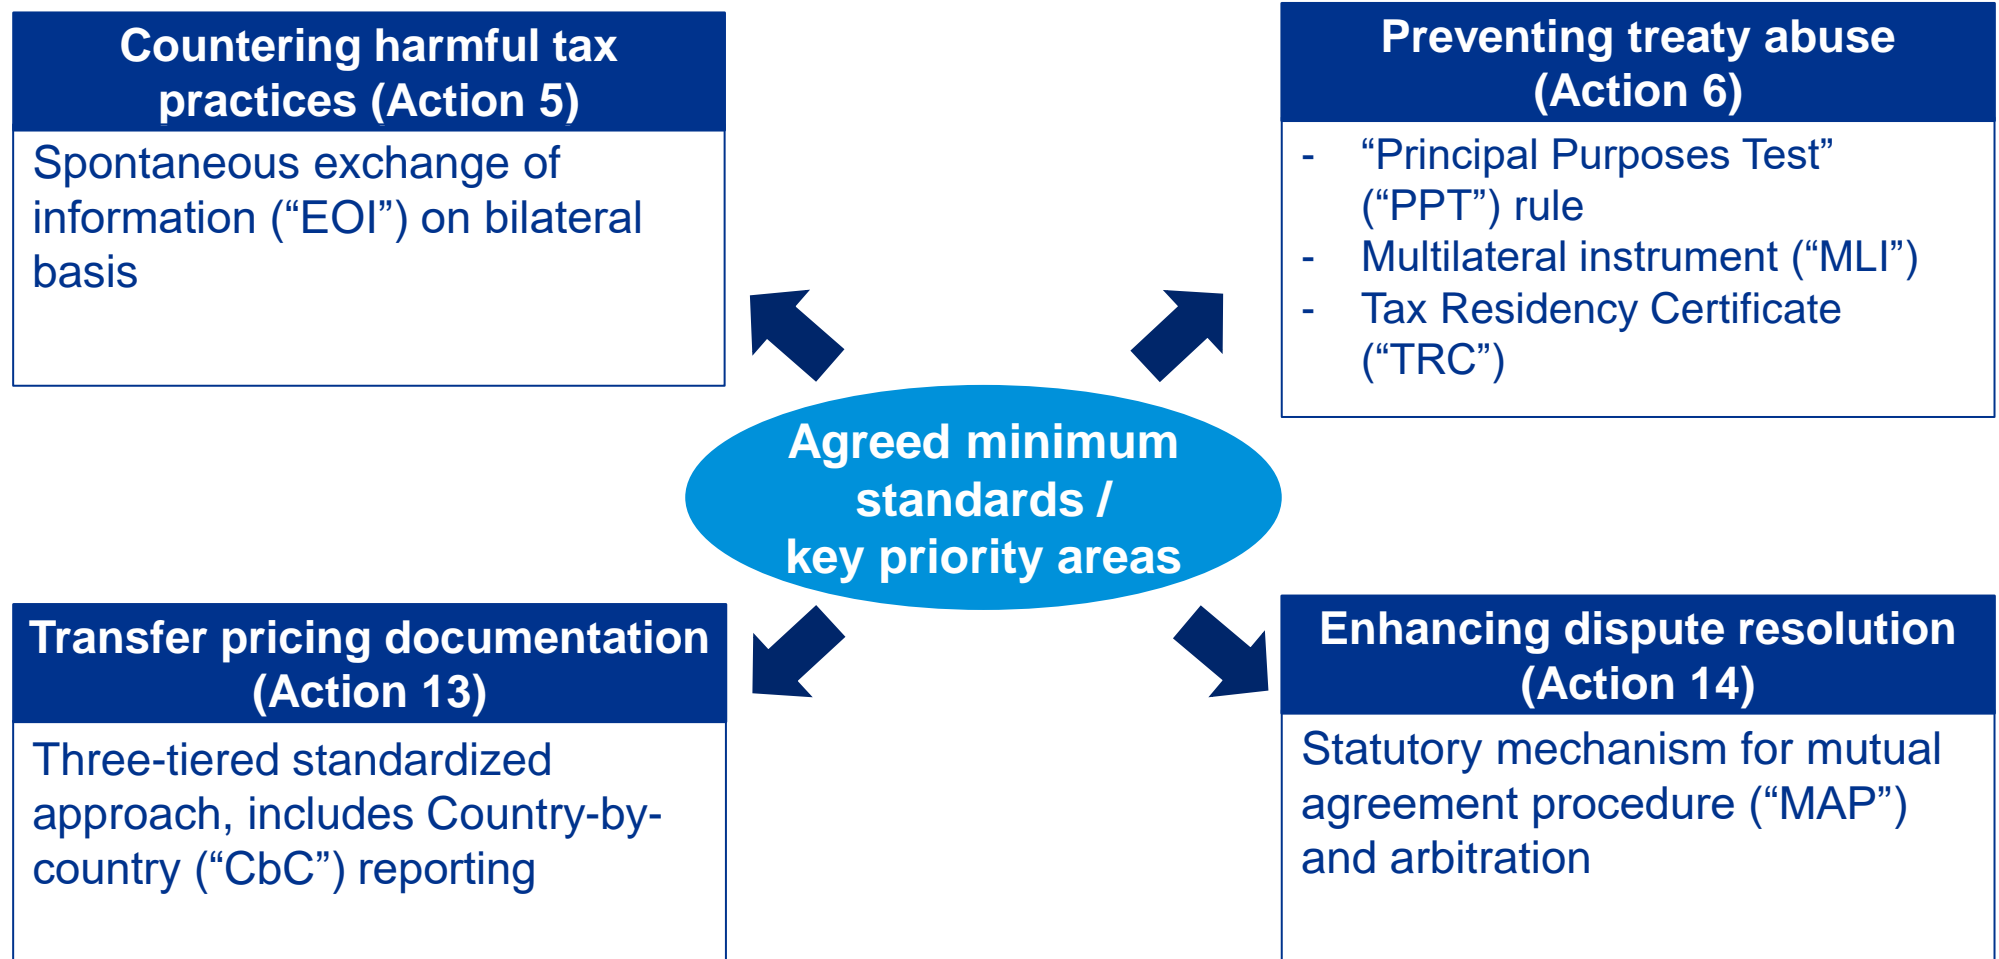 Countering harmful tax
practices (Action 5)
Spontaneous exchange of
information (“EOI”) on bilateral
basis
Preventing treaty abuse
(Action 6)
- “Principal Purposes Test”
(“PPT”) rule
- Multilateral instrument (“MLI”)
- Tax Residency Certificate
(“TRC”)
Agreed minimum
standards /
key priority areas
Transfer pricing documentation
(Action 13)
Three-tiered standardized
approach, includes Country-by-
country (“CbC”) reporting
Enhancing dispute resolution
(Action 14)
Statutory mechanism for mutual
agreement procedure (“MAP”)
and arbitration